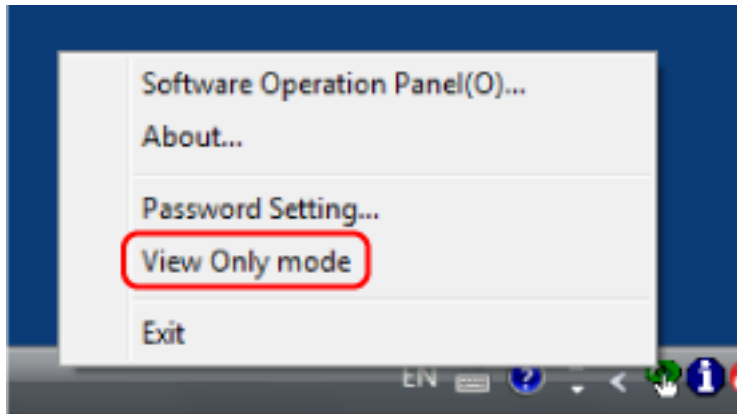 Software Operation Panel(O)...
About...
Password Setting...
View Only mode
Exit
EN